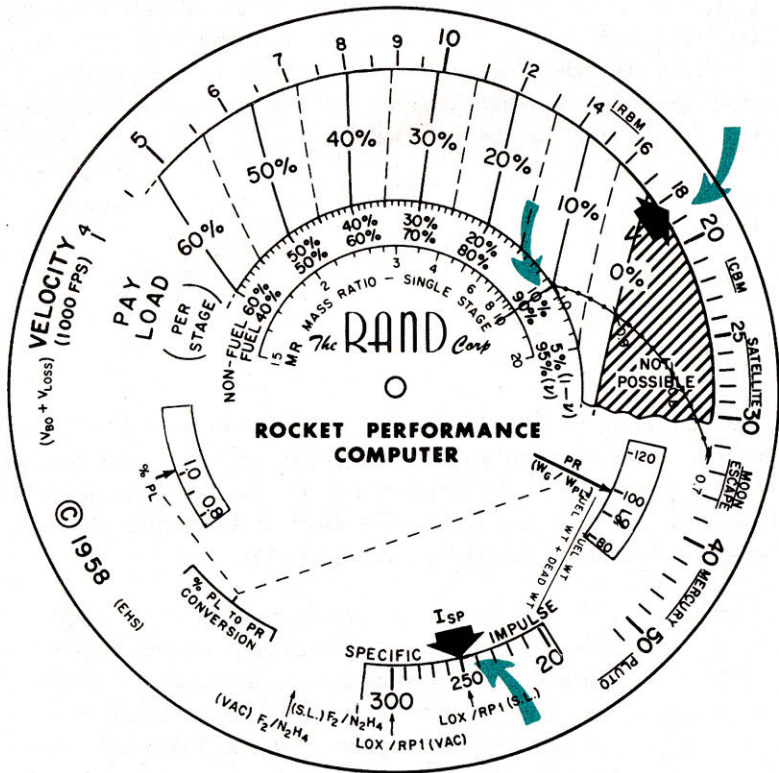 4
5
6
7
8
9
10
12
14
IRBM
16
18
20
ICBM
25
SATELLITE
30
MOON
ESCAPE
0.7
40
MERCURY
50
PLUTO
VELOCITY
(1000 FPS)
(V_BO + V_LOSS)
PAY
LOAD
(PER
STAGE)
60%
50%
40%
30%
20%
10%
0%
NOT
POSSIBLE
NON-FUEL 60% 50% 40% 30% 20% 10% 5% (1-ν)
FUEL 40% 50% 60% 70% 80% 90% 95% (ν)
1.5 2 3 4 6 8 10 20
MR MASS RATIO - SINGLE STAGE
The RAND Corp
ROCKET PERFORMANCE
COMPUTER
% PL
1.0 0.8
PR
(W_G / W_PL)
120
100
80
FUEL WT + DEAD WT
FUEL WT
% PL TO PR
CONVERSION
© 1958
(EHS)
I_SP
SPECIFIC IMPULSE
300
250
20
LOX/RP1 (S.L.)
LOX/RP1 (VAC)
(S.L.) F₂/N₂H₄
(VAC) F₂/N₂H₄